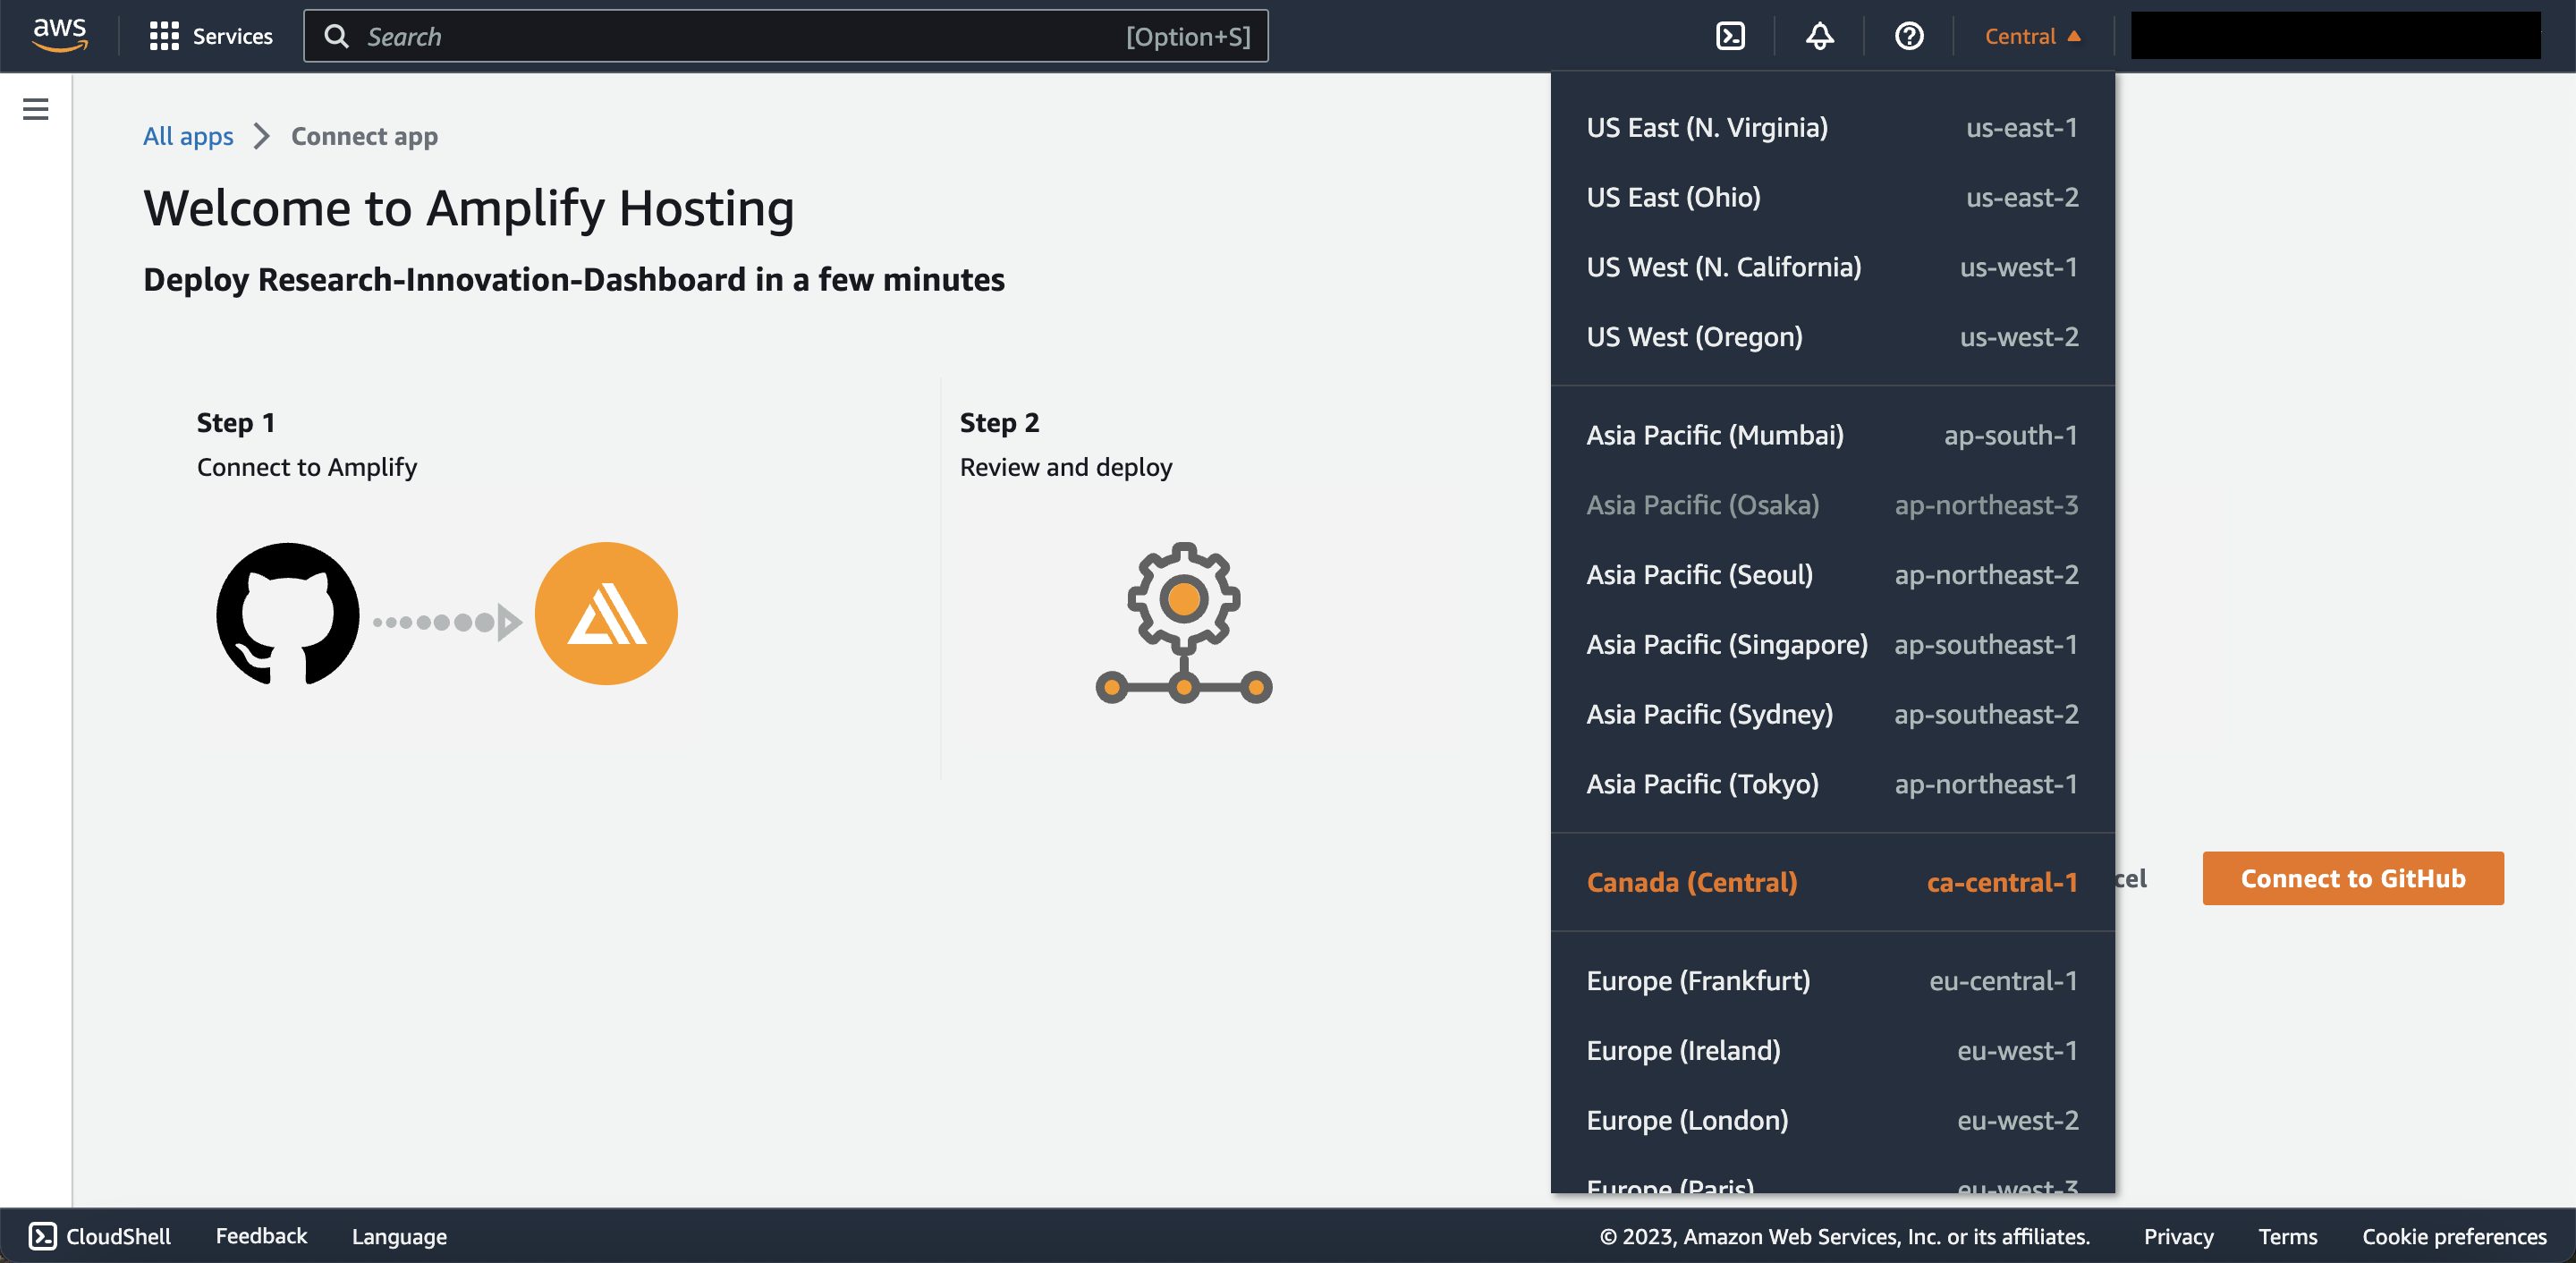 aws Services Search [Option+S] Central
All apps Connect app
Welcome to Amplify Hosting
Deploy Research-Innovation-Dashboard in a few minutes
Step 1
Connect to Amplify
Step 2
Review and deploy
US East (N. Virginia) us-east-1
US East (Ohio) us-east-2
US West (N. California) us-west-1
US West (Oregon) us-west-2
Asia Pacific (Mumbai) ap-south-1
Asia Pacific (Osaka) ap-northeast-3
Asia Pacific (Seoul) ap-northeast-2
Asia Pacific (Singapore) ap-southeast-1
Asia Pacific (Sydney) ap-southeast-2
Asia Pacific (Tokyo) ap-northeast-1
Canada (Central) ca-central-1
cel Connect to GitHub
Europe (Frankfurt) eu-central-1
Europe (Ireland) eu-west-1
Europe (London) eu-west-2
Europe (Paris) eu-west-3
CloudShell Feedback Language © 2023, Amazon Web Services, Inc. or its affiliates. Privacy Terms Cookie preferences